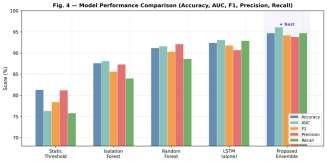 Fig. 4 — Model Performance Comparison (Accuracy, AUC, F1, Precision, Recall)
100
95
90
85
80
75
70
Score (%)
★ Best
Static
Threshold
Isolation
Forest
Random
Forest
LSTM
(alone)
Proposed
Ensemble
Accuracy
AUC
F1
Precision
Recall